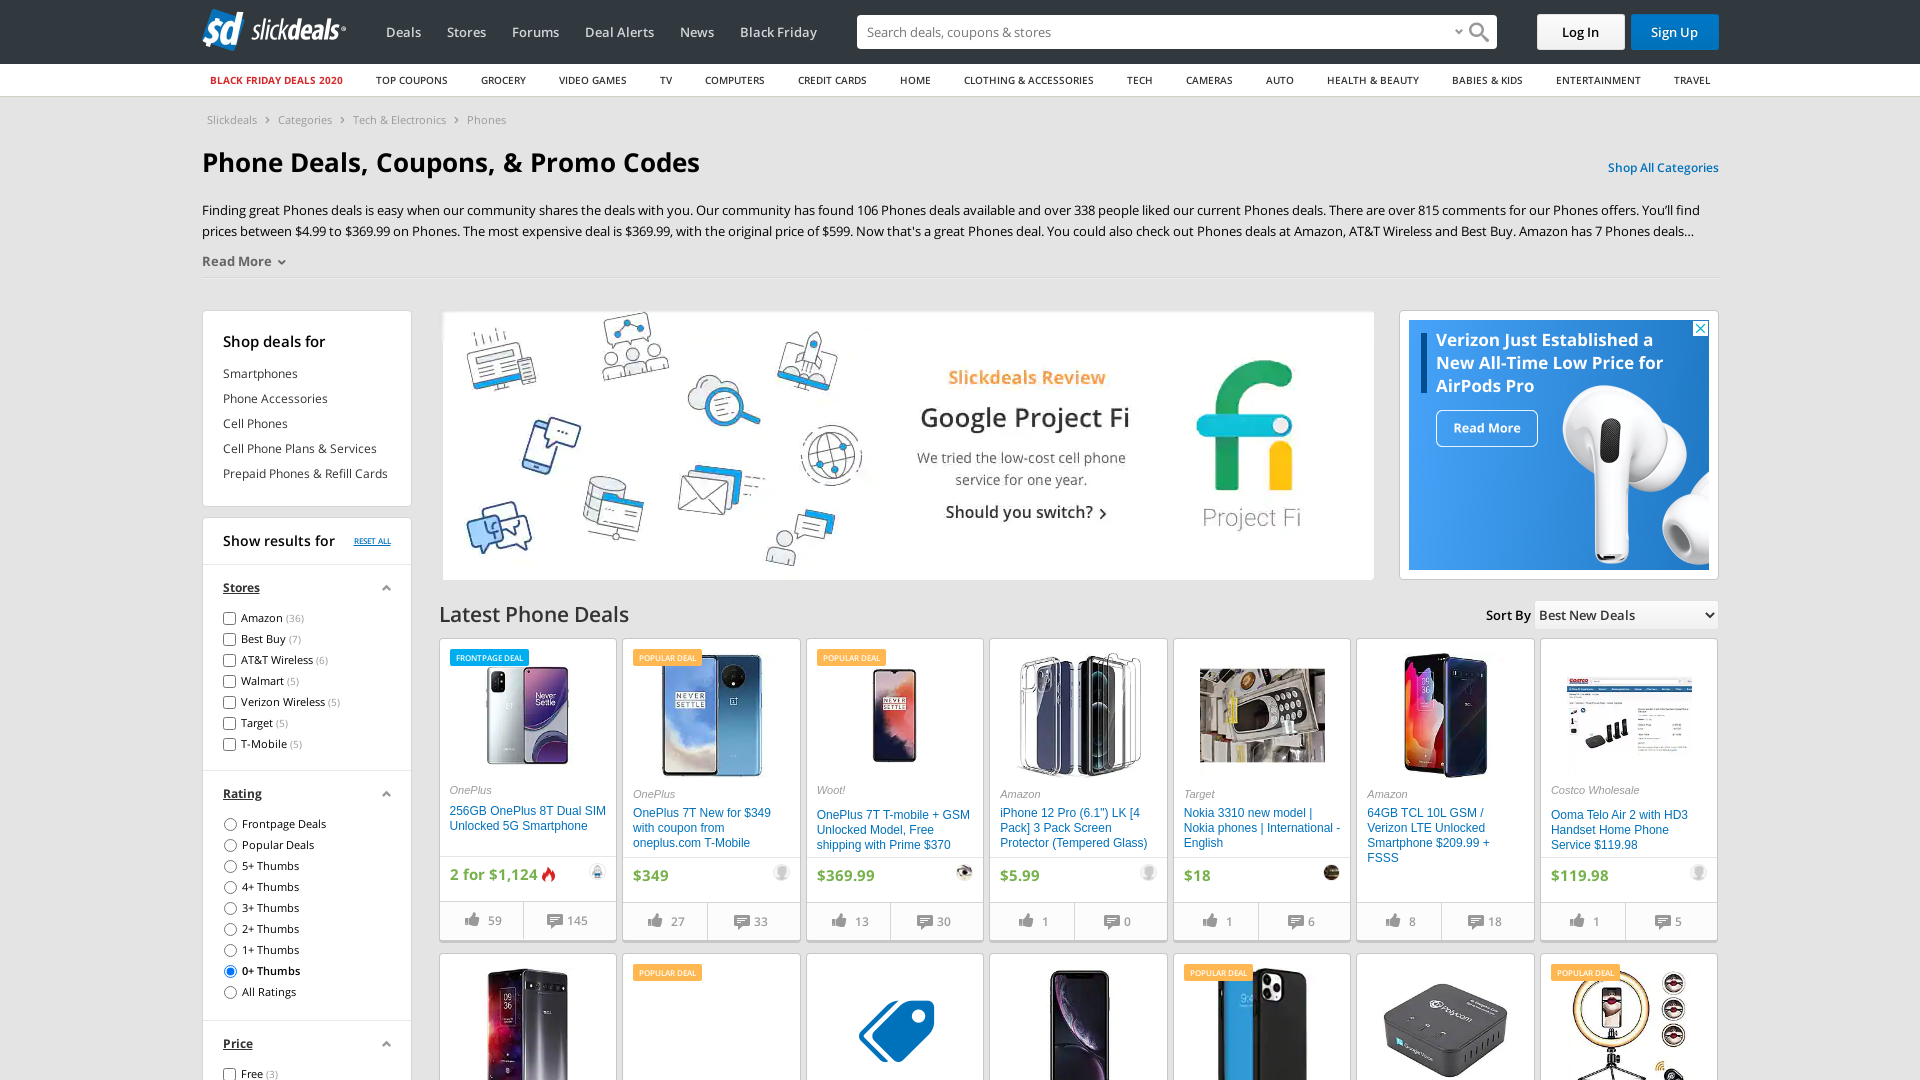 sd slickdeals
Deals
Stores
Forums
Deal Alerts
News
Black Friday
Search deals, coupons & stores
Log In
Sign Up
BLACK FRIDAY DEALS 2020
TOP COUPONS
GROCERY
VIDEO GAMES
TV
COMPUTERS
CREDIT CARDS
HOME
CLOTHING & ACCESSORIES
TECH
CAMERAS
AUTO
HEALTH & BEAUTY
BABIES & KIDS
ENTERTAINMENT
TRAVEL
Slickdeals > Categories > Tech & Electronics > Phones
Phone Deals, Coupons, & Promo Codes
Shop All Categories
Finding great Phones deals is easy when our community shares the deals with you. Our community has found 106 Phones deals available and over 338 people liked our current Phones deals. There are over 815 comments for our Phones offers. You’ll find
prices between $4.99 to $369.99 on Phones. The most expensive deal is $369.99, with the original price of $599. Now that's a great Phones deal. You could also check out Phones deals at Amazon, AT&T Wireless and Best Buy. Amazon has 7 Phones deals...
Read More
Shop deals for
Smartphones
Phone Accessories
Cell Phones
Cell Phone Plans & Services
Prepaid Phones & Refill Cards
Show results for
RESET ALL
Stores
Amazon (36)
Best Buy (7)
AT&T Wireless (6)
Walmart (5)
Verizon Wireless (5)
Target (5)
T-Mobile (5)
Rating
Frontpage Deals
Popular Deals
5+ Thumbs
4+ Thumbs
3+ Thumbs
2+ Thumbs
1+ Thumbs
0+ Thumbs
All Ratings
Price
Free (3)
Slickdeals Review
Google Project Fi
We tried the low-cost cell phone
service for one year.
Should you switch? >
Project Fi
Verizon Just Established a
New All-Time Low Price for
AirPods Pro
Read More
Latest Phone Deals
Sort By Best New Deals
FRONTPAGE DEAL
Never
Settle
OnePlus
256GB OnePlus 8T Dual SIM
Unlocked 5G Smartphone
2 for $1,124
59
145
POPULAR DEAL
NEVER
SETTLE
OnePlus
OnePlus 7T New for $349
with coupon from
oneplus.com T-Mobile
$349
27
33
POPULAR DEAL
NEVER
SETTLE
Woot!
OnePlus 7T T-mobile + GSM
Unlocked Model, Free
shipping with Prime $370
$369.99
13
30
Amazon
iPhone 12 Pro (6.1") LK [4
Pack] 3 Pack Screen
Protector (Tempered Glass)
$5.99
1
0
Target
Nokia 3310 new model |
Nokia phones | International -
English
$18
1
6
Amazon
64GB TCL 10L GSM /
Verizon LTE Unlocked
Smartphone $209.99 +
FSSS
8
18
COSTCO
Costco Wholesale
Ooma Telo Air 2 with HD3
Handset Home Phone
Service $119.98
$119.98
1
5
09
36
TCL
POPULAR DEAL
POPULAR DEAL
Polycom
POPULAR DEAL